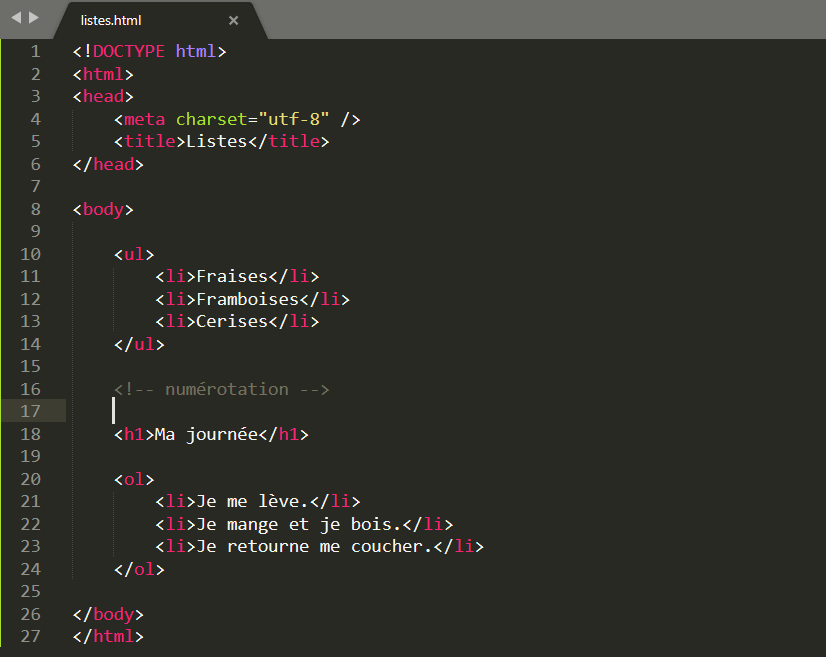 listes.html
1 <!DOCTYPE html>
2 <html>
3 <head>
4     <meta charset="utf-8" />
5     <title>Listes</title>
6 </head>
7
8 <body>
9
10     <ul>
11         <li>Fraises</li>
12         <li>Framboises</li>
13         <li>Cerises</li>
14     </ul>
15
16     <!-- numérotation -->
17
18     <h1>Ma journée</h1>
19
20     <ol>
21         <li>Je me lève.</li>
22         <li>Je mange et je bois.</li>
23         <li>Je retourne me coucher.</li>
24     </ol>
25
26 </body>
27 </html>